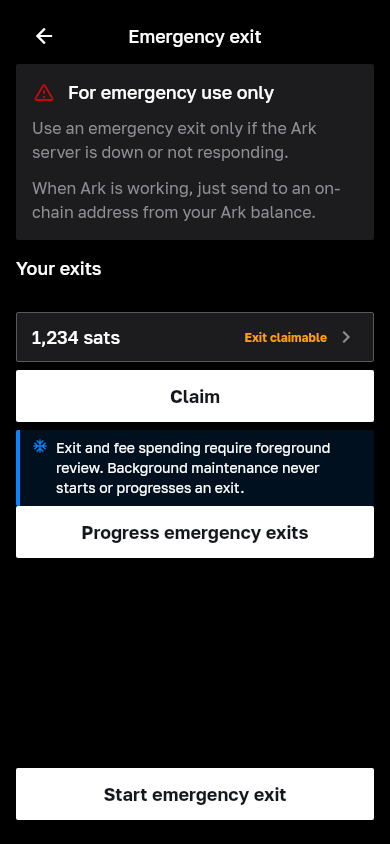 Emergency exit
For emergency use only
Use an emergency exit only if the Ark
server is down or not responding.
When Ark is working, just send to an on-
chain address from your Ark balance.
Your exits
1,234 sats
Exit claimable
Claim
Exit and fee spending require foreground
review. Background maintenance never
starts or progresses an exit.
Progress emergency exits
Start emergency exit